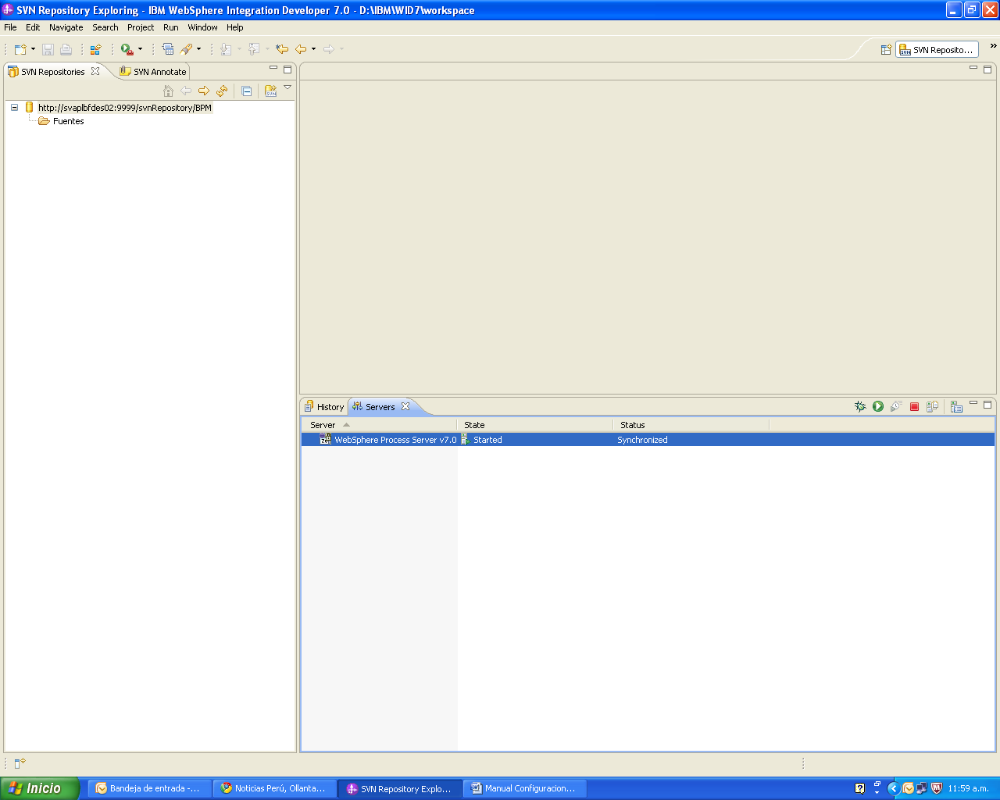 SVN Repository Exploring - IBM WebSphere Integration Developer 7.0 - D:\IBM\WID7\workspace
File Edit Navigate Search Project Run Window Help
SVN Reposito...
SVN Repositories
SVN Annotate
http://svaplbfdes02:9999/svnRepository/BPM
Fuentes
History
Servers
Server State Status
WebSphere Process Server v7.0 Started Synchronized
Inicio
Bandeja de entrada -...
Noticias Perú, Ollanta...
SVN Repository Explo...
Manual Configuracion...
11:59 a.m.